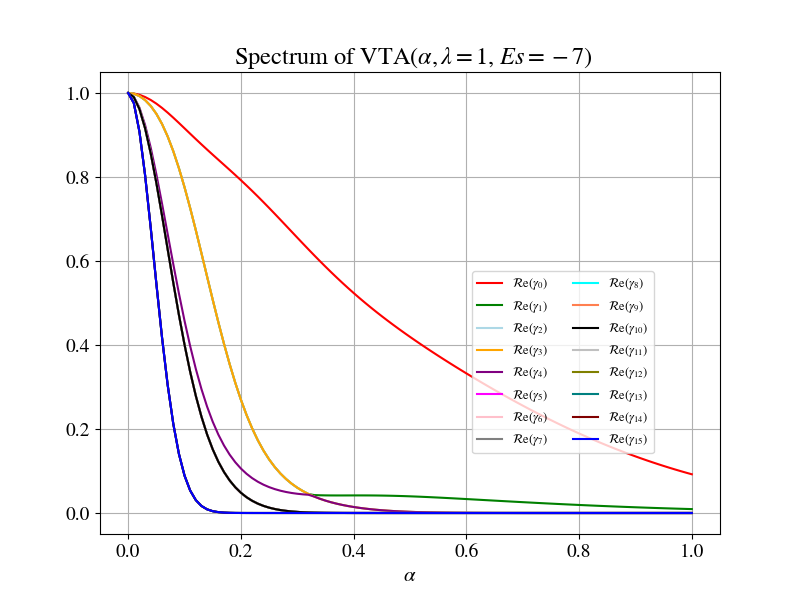 Spectrum of VTA(α, λ = 1, Es = − 7)
1.0
0.8
0.6
0.4
0.2
0.0
0.0 0.2 0.4 0.6 0.8 1.0
α
ℛe(γ₀) ℛe(γ₈)
ℛe(γ₁) ℛe(γ₉)
ℛe(γ₂) ℛe(γ₁₀)
ℛe(γ₃) ℛe(γ₁₁)
ℛe(γ₄) ℛe(γ₁₂)
ℛe(γ₅) ℛe(γ₁₃)
ℛe(γ₆) ℛe(γ₁₄)
ℛe(γ₇) ℛe(γ₁₅)